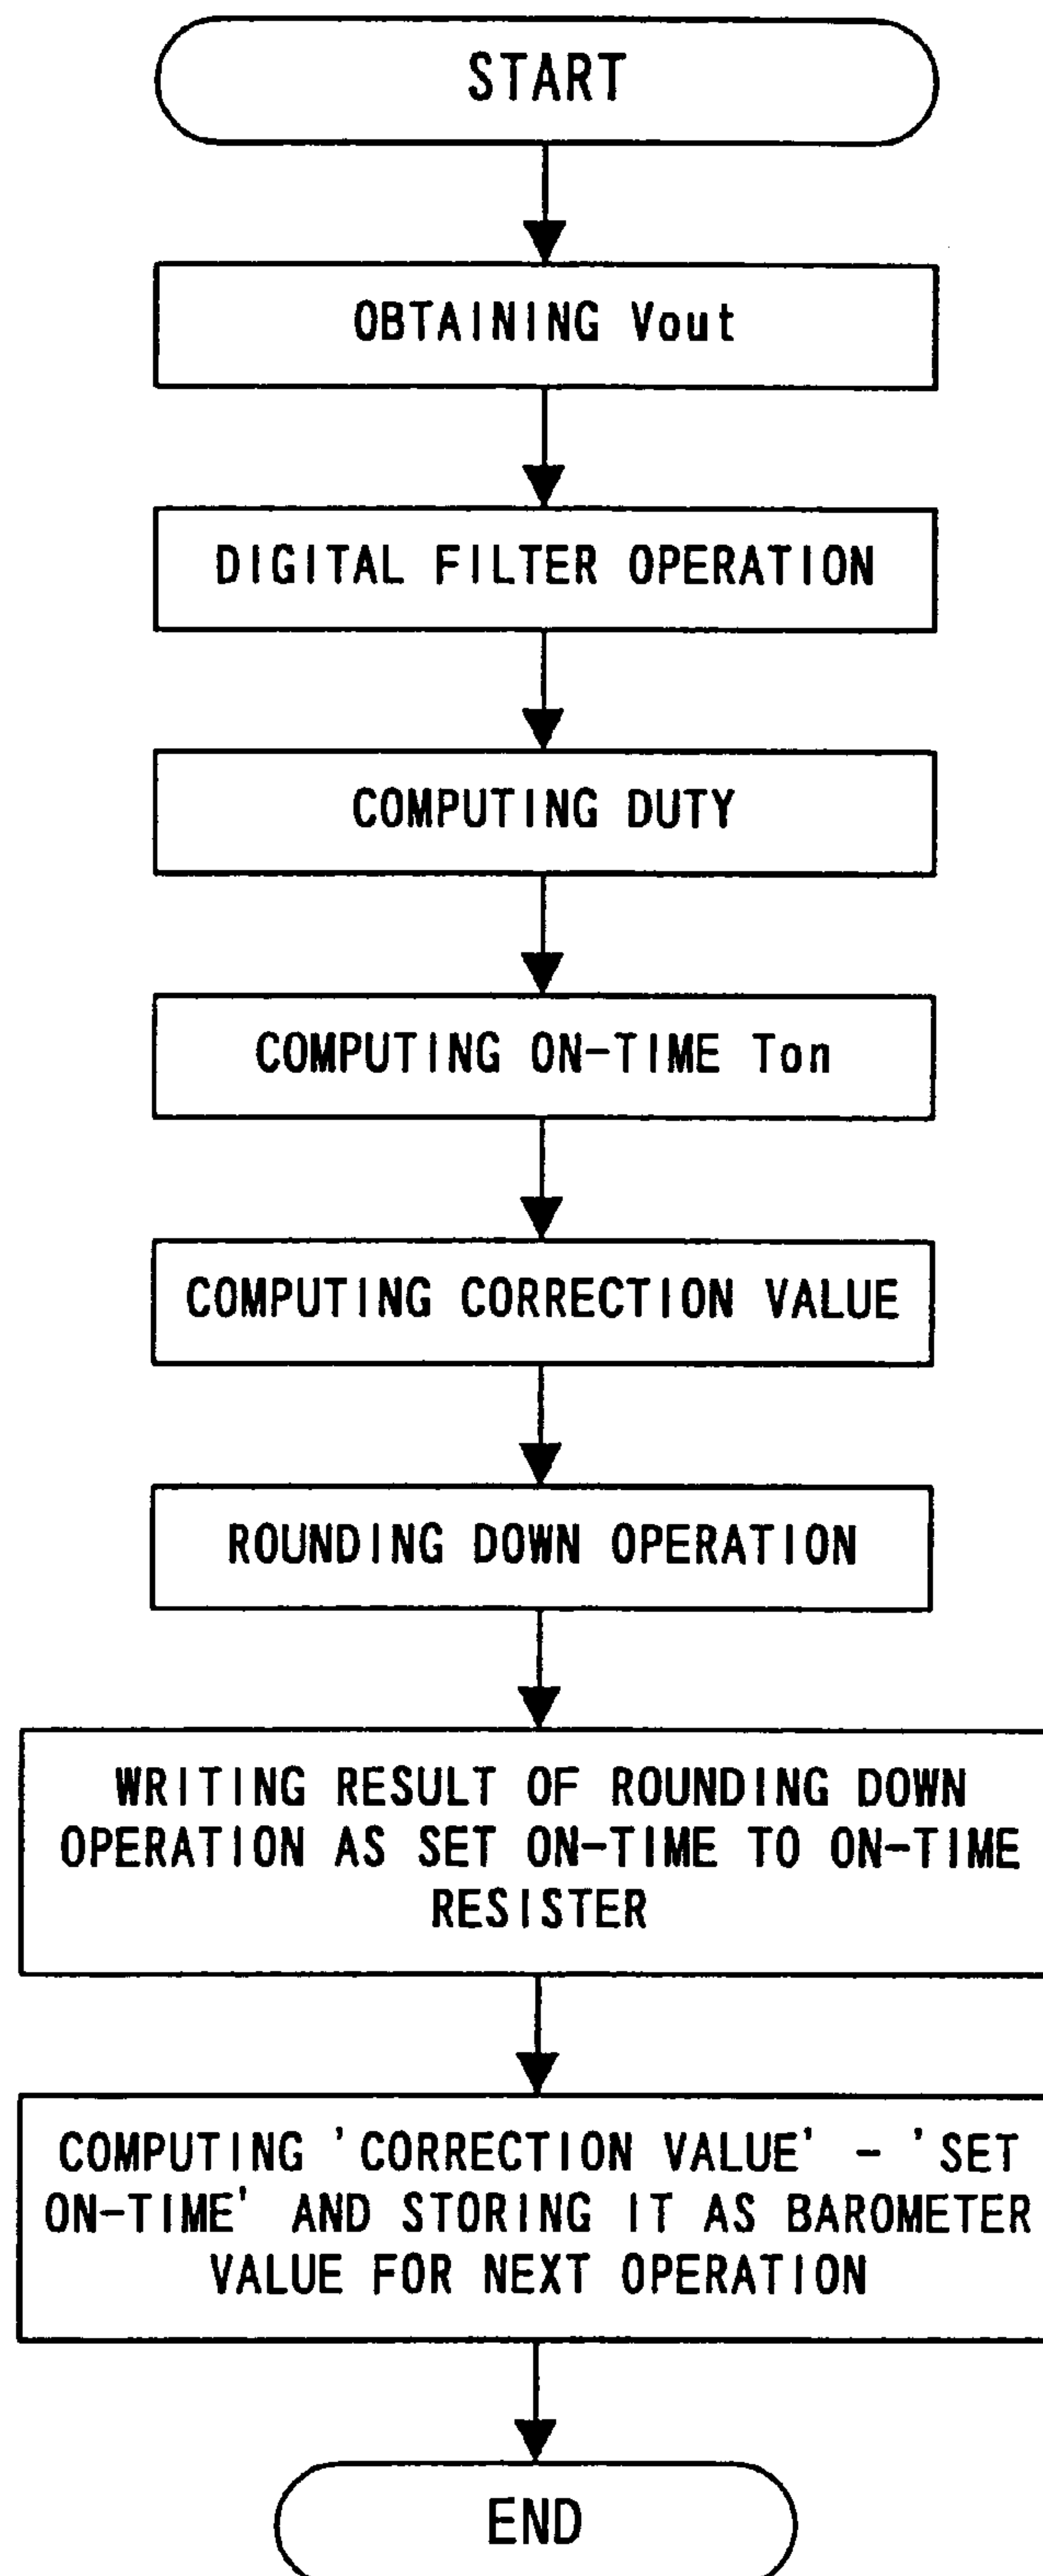 START
OBTAINING Vout
DIGITAL FILTER OPERATION
COMPUTING DUTY
COMPUTING ON-TIME Ton
COMPUTING CORRECTION VALUE
ROUNDING DOWN OPERATION
WRITING RESULT OF ROUNDING DOWN
OPERATION AS SET ON-TIME TO ON-TIME
RESISTER
COMPUTING 'CORRECTION VALUE' - 'SET
ON-TIME' AND STORING IT AS BAROMETER
VALUE FOR NEXT OPERATION
END